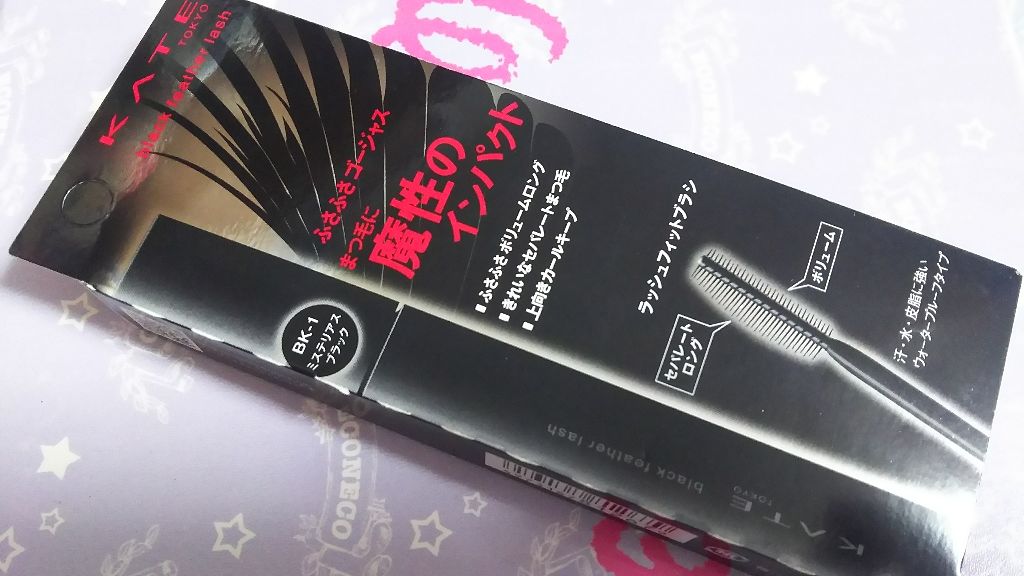 KATE
TOKYO
black feather lash
ふさふさ ゴージャス
まつ毛に
魔性の
インパクト
■ふさふさボリュームロング
■きれいなセパレートまつ毛
■上向きカールキープ
BK-1
ミステリアス
ブラック
ラッシュフィットブラシ
ボリューム
セパレート
ロング
汗・水・皮脂に強い
ウォータープルーフタイプ
black feather lash
KATE
TOKYO